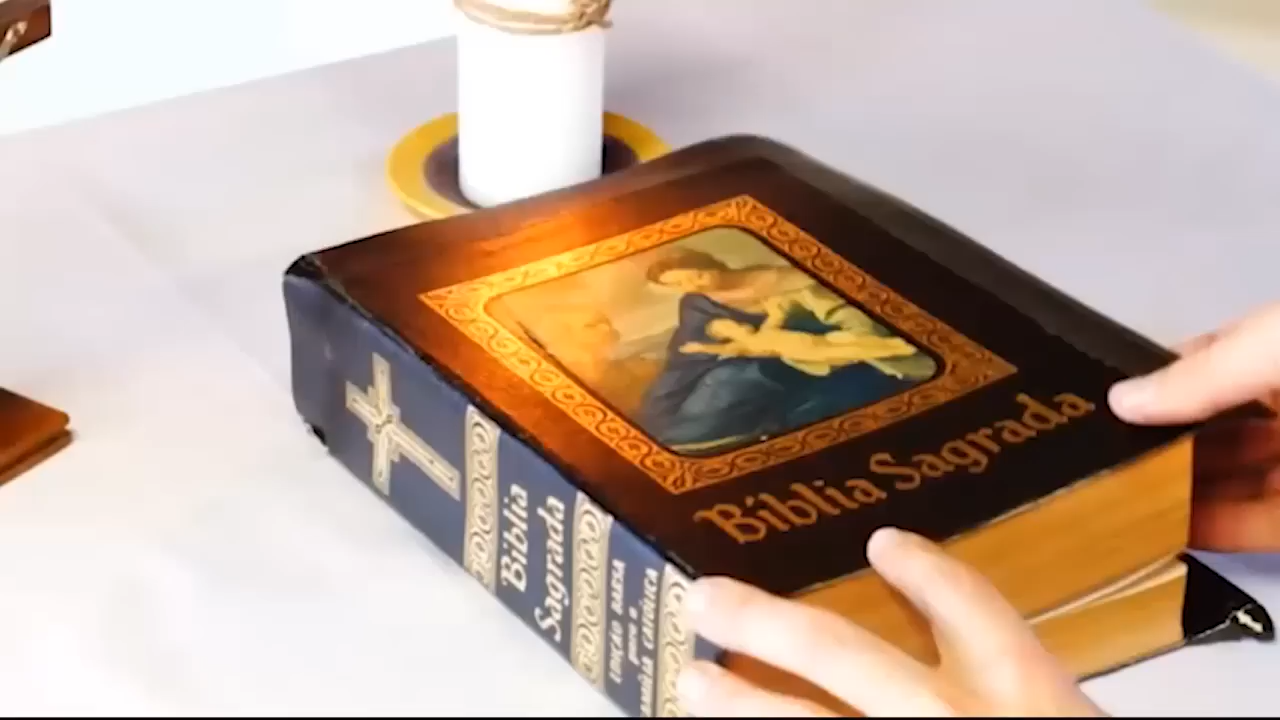 Bíblia Sagrada
Bíblia
Sagrada
EDIÇÃO BARSA
para a
FAMÍLIA CATÓLICA